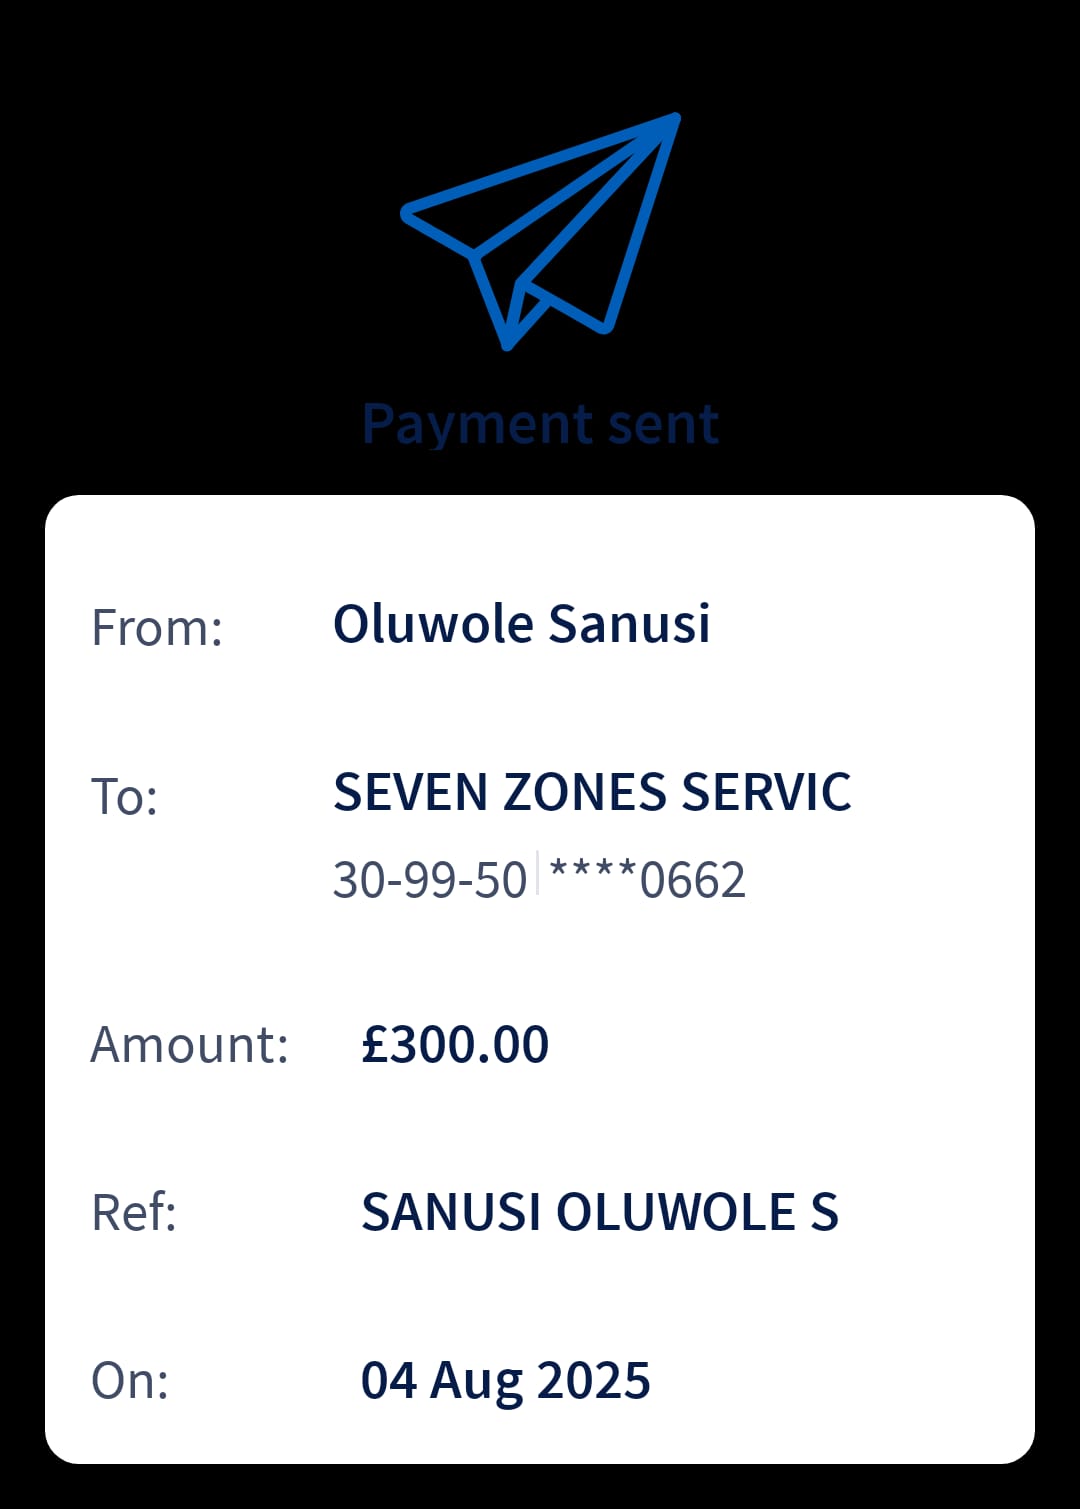 Payment sent
From: Oluwole Sanusi
To: SEVEN ZONES SERVIC
30-99-50 ****0662
Amount: £300.00
Ref: SANUSI OLUWOLE S
On: 04 Aug 2025